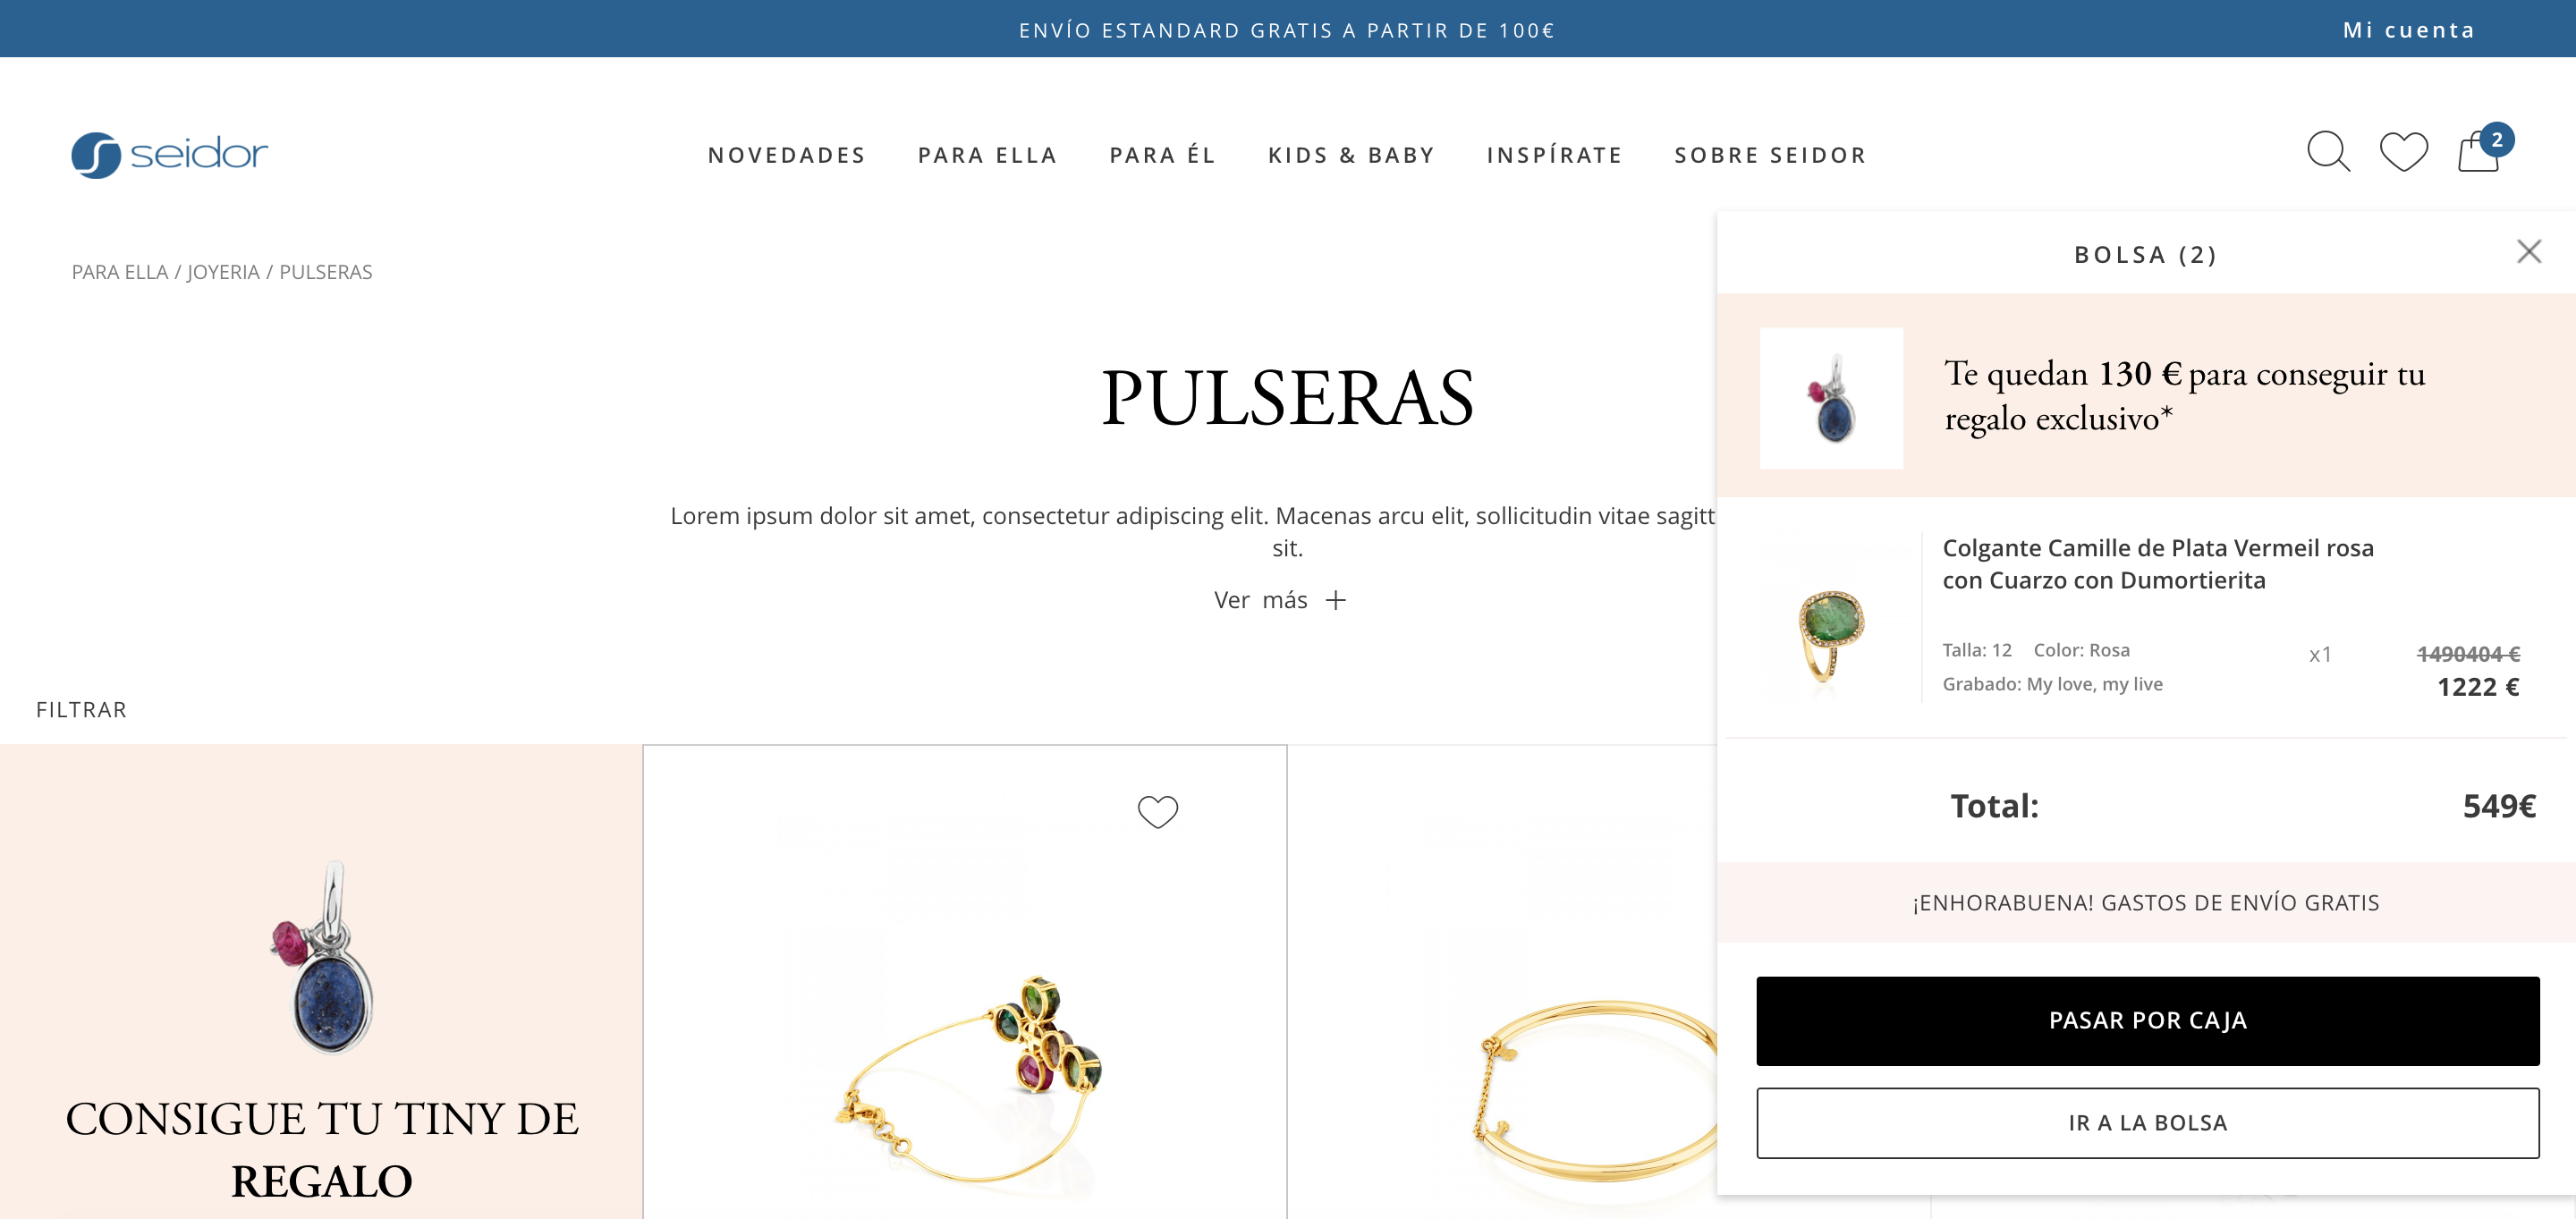 ENVÍO ESTANDARD GRATIS A PARTIR DE 100€
Mi cuenta
seidor
NOVEDADES
PARA ELLA
PARA ÉL
KIDS & BABY
INSPÍRATE
SOBRE SEIDOR
2
PARA ELLA / JOYERIA / PULSERAS
PULSERAS
Lorem ipsum dolor sit amet, consectetur adipiscing elit. Macenas arcu elit, sollicitudin vitae sagitt
sit.
Ver más +
FILTRAR
CONSIGUE TU TINY DE
REGALO
BOLSA (2)
Te quedan 130 € para conseguir tu
regalo exclusivo*
Colgante Camille de Plata Vermeil rosa
con Cuarzo con Dumortierita
Talla: 12 Color: Rosa
Grabado: My love, my live
x1
1490404 €
1222 €
Total:
549€
¡ENHORABUENA! GASTOS DE ENVÍO GRATIS
PASAR POR CAJA
IR A LA BOLSA